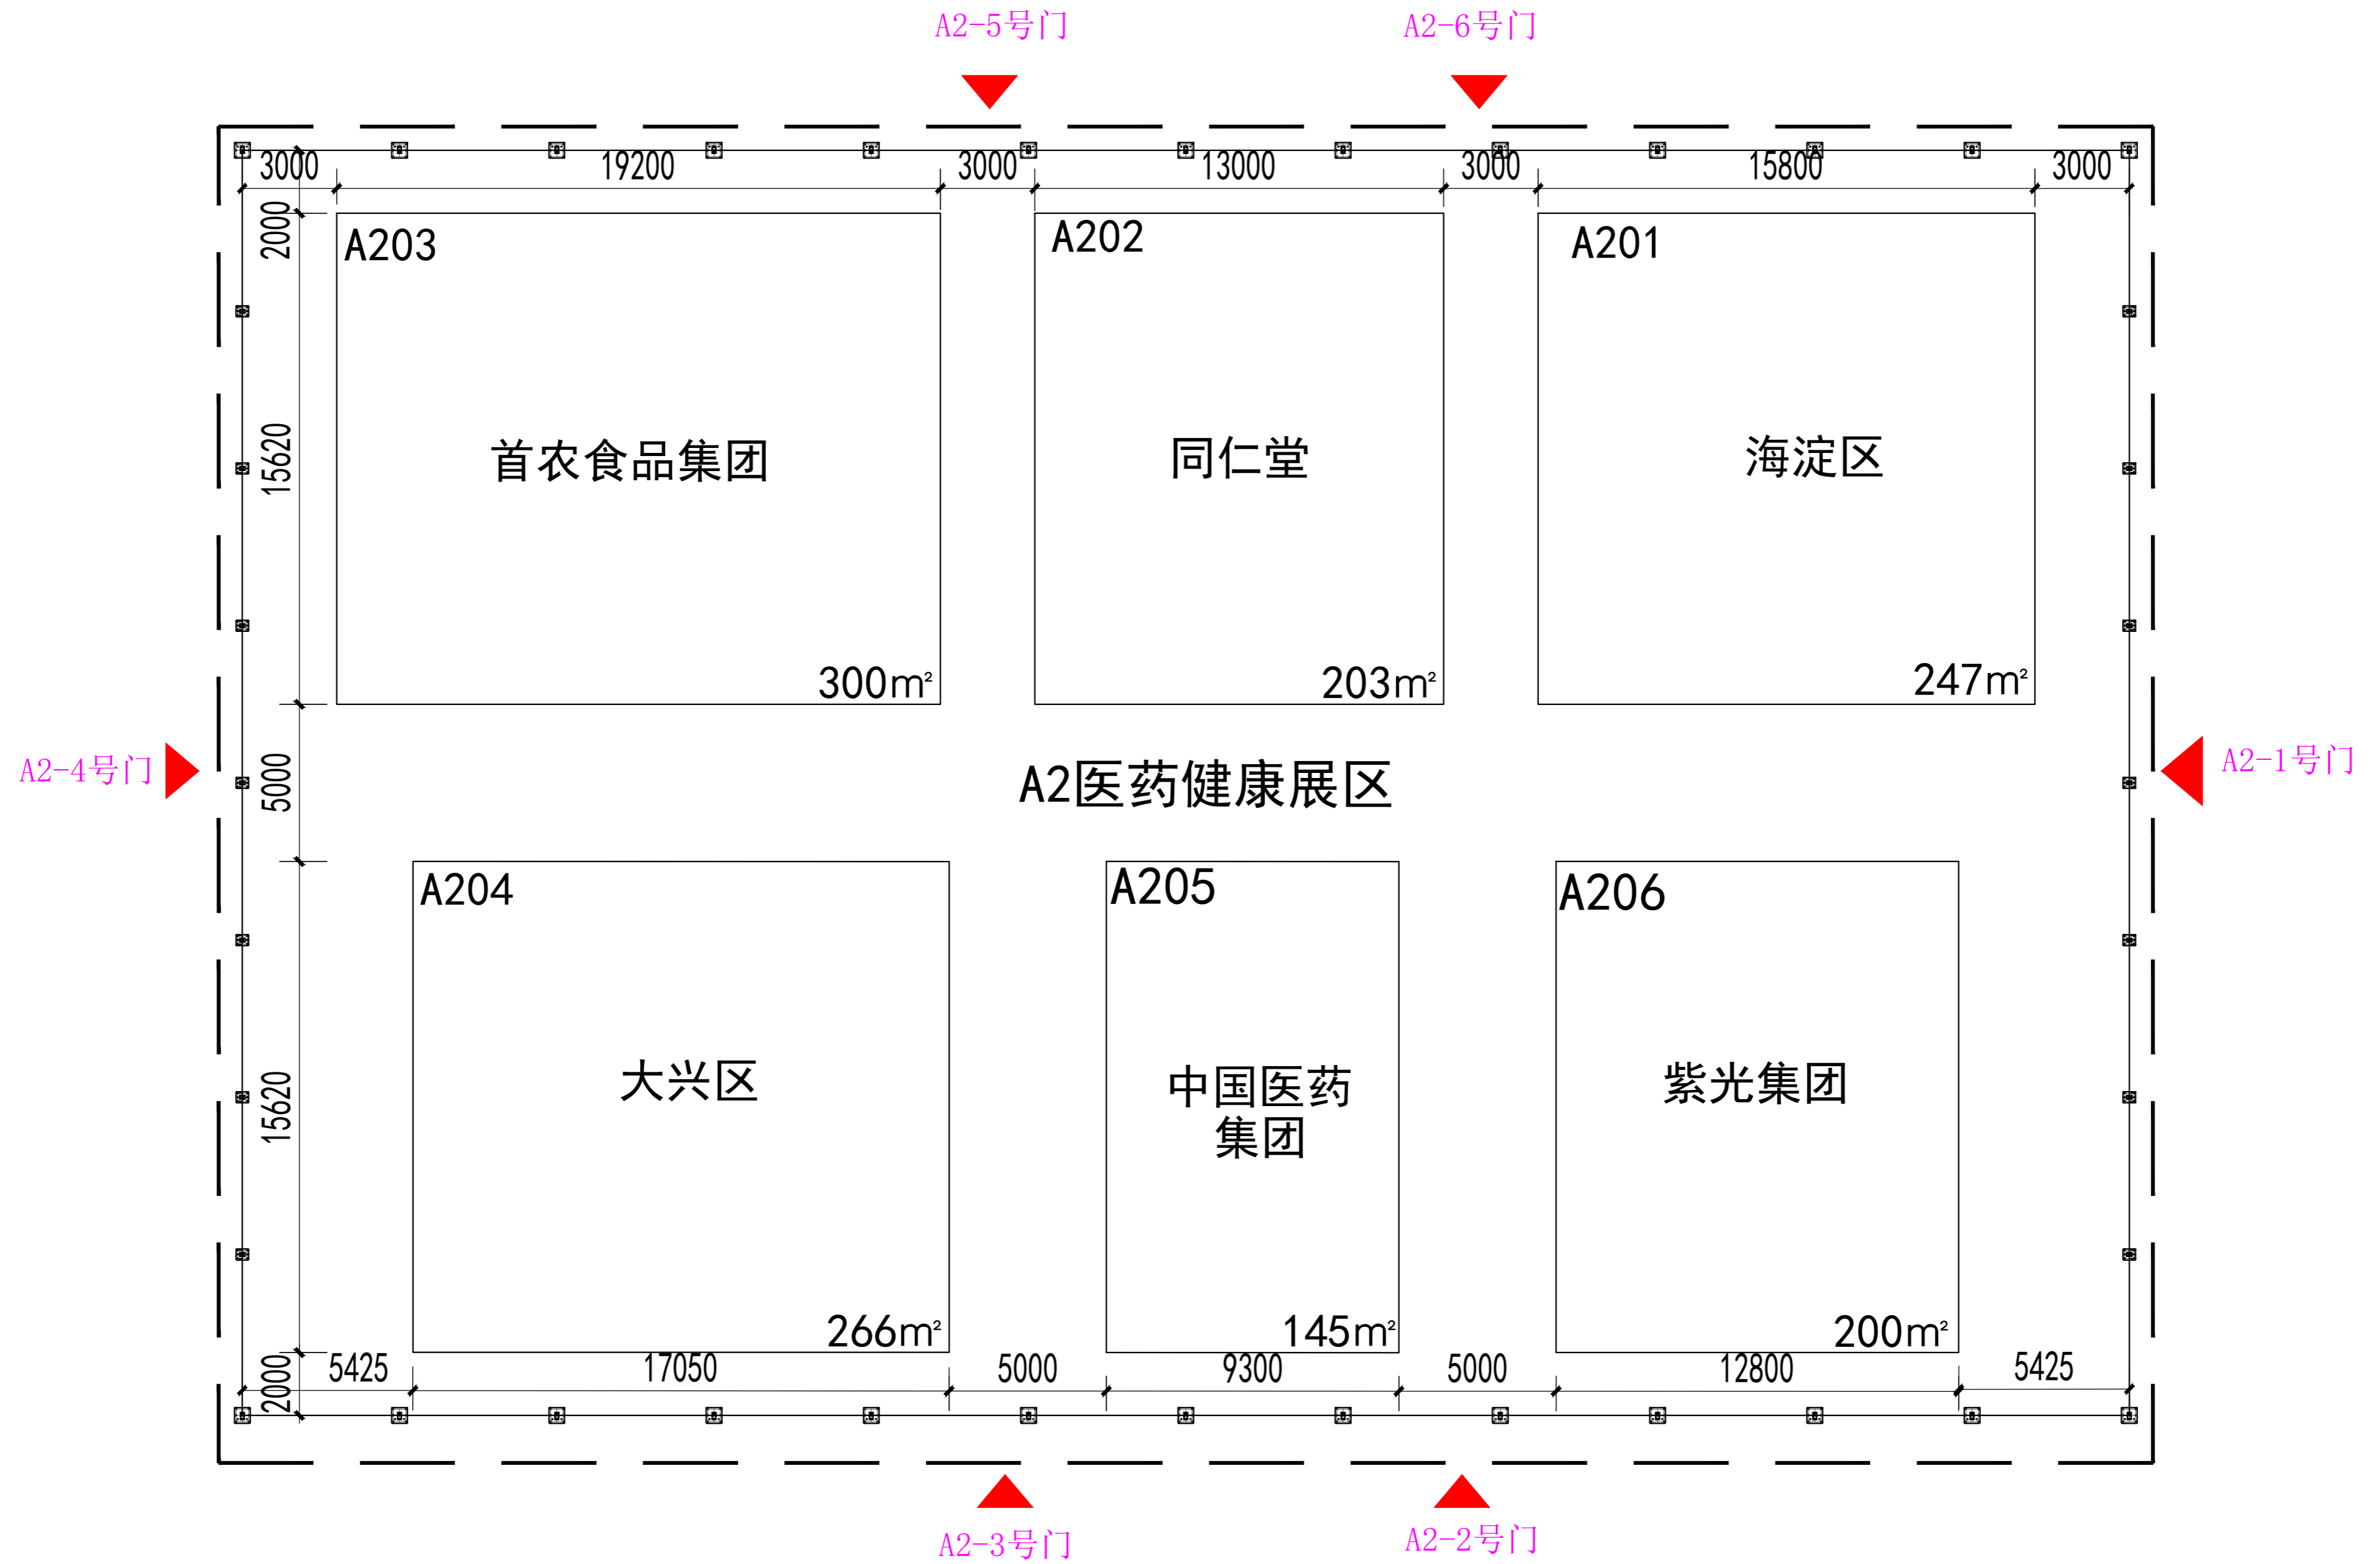 A2-5号门
A2-6号门
3000
19200
3000
13000
3000
15800
3000
2000
A203
A202
A201
15620
首农食品集团
同仁堂
海淀区
300m²
203m²
247m²
A2-4号门
5000
A2医药健康展区
A2-1号门
A204
A205
A206
15620
大兴区
中国医药
集团
紫光集团
266m²
145m²
200m²
2000
5425
17050
5000
9300
5000
12800
5425
A2-3号门
A2-2号门